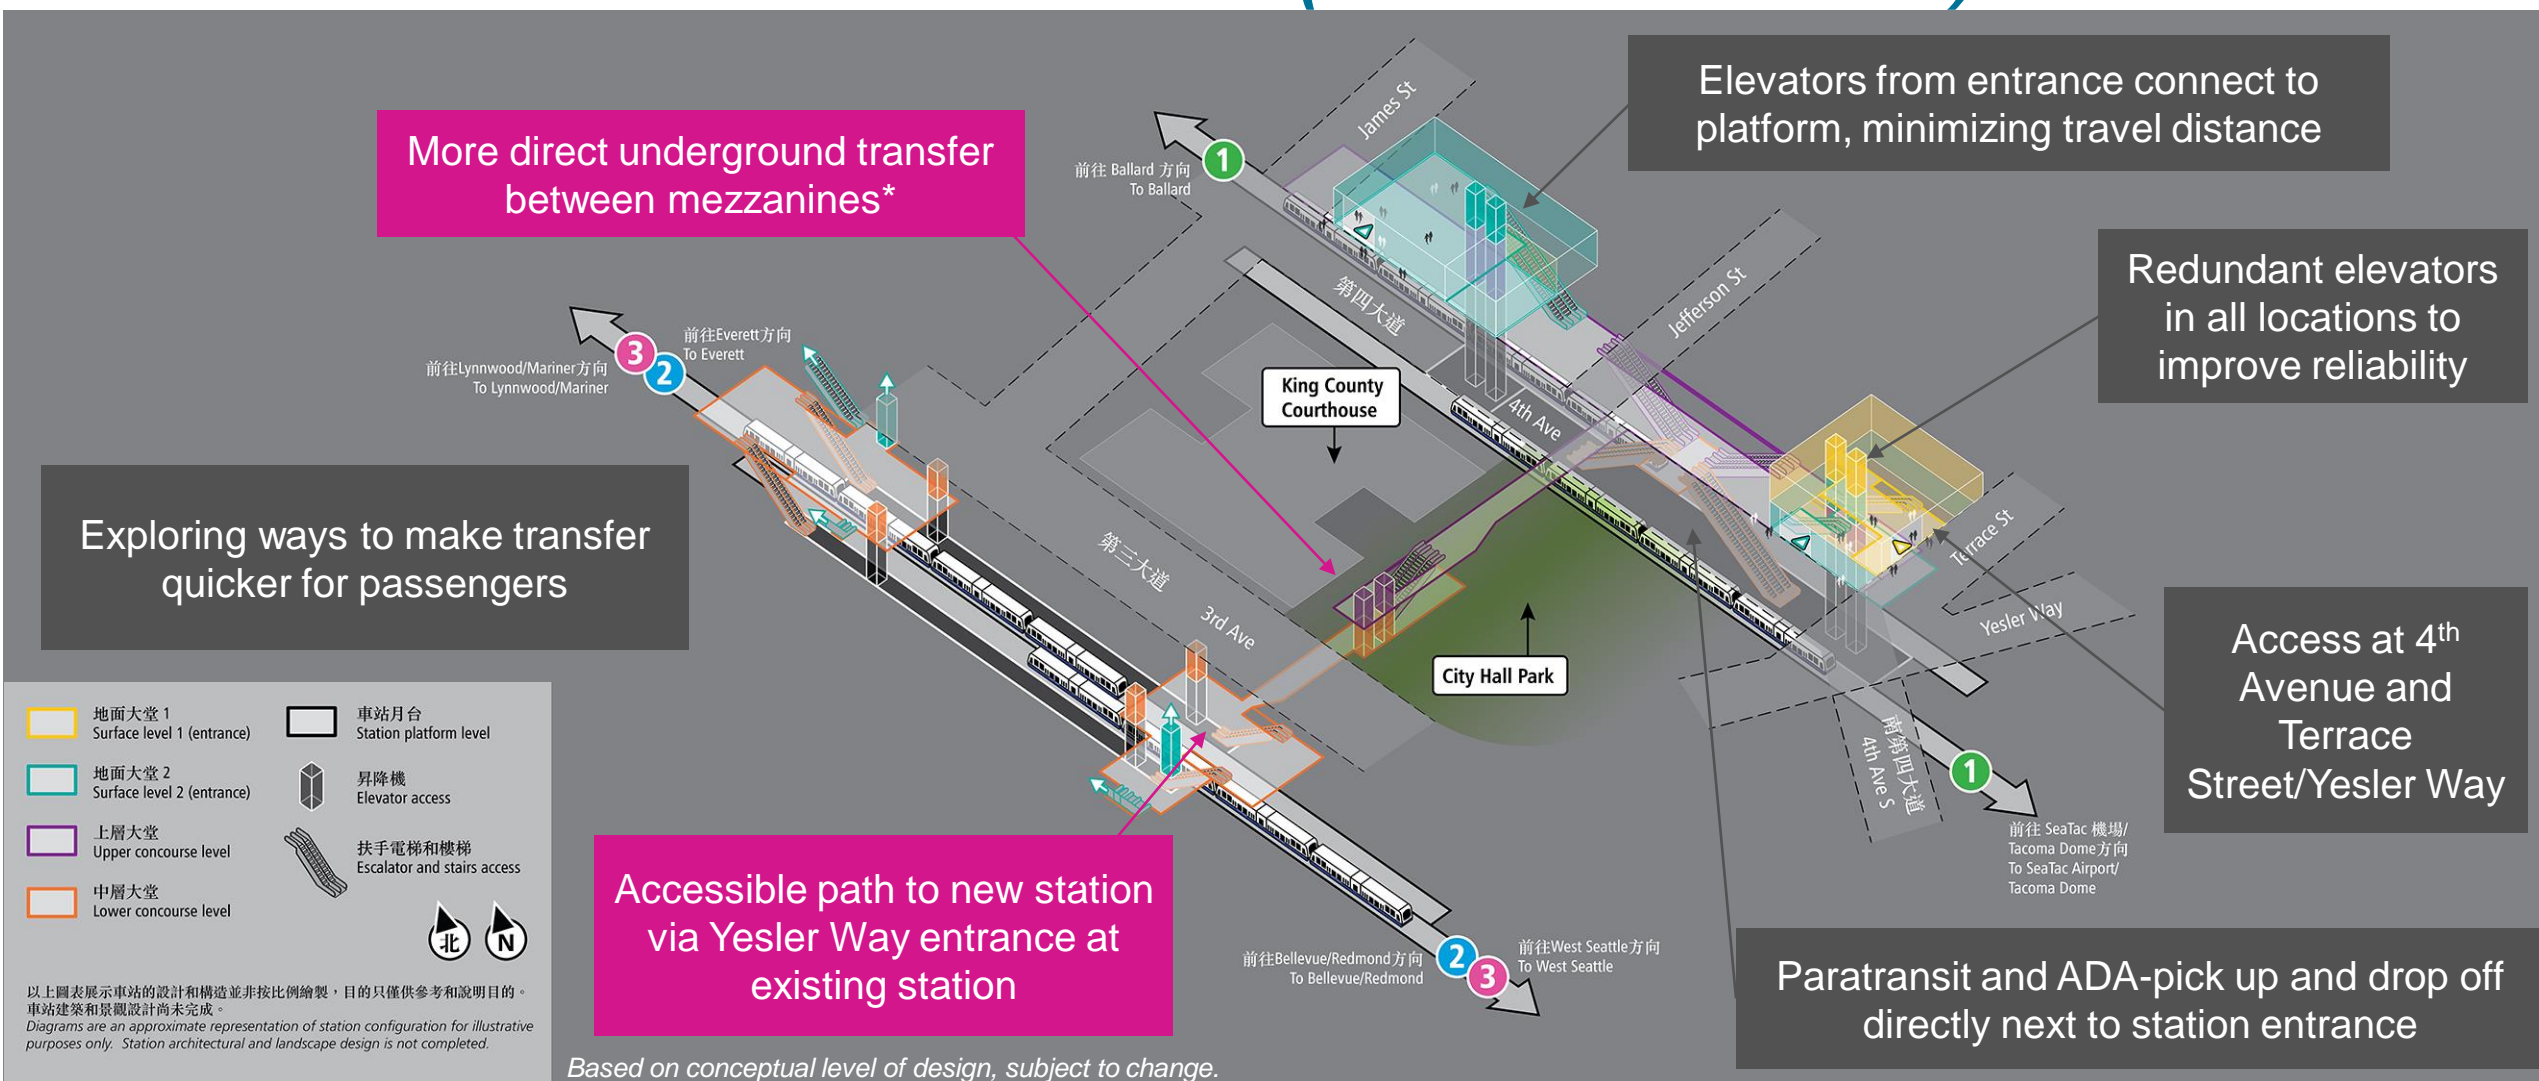 More direct underground transfer
between mezzanines*
Elevators from entrance connect to
platform, minimizing travel distance
Redundant elevators
in all locations to
improve reliability
Exploring ways to make transfer
quicker for passengers
Access at 4th
Avenue and
Terrace
Street/Yesler Way
Accessible path to new station
via Yesler Way entrance at
existing station
Paratransit and ADA-pick up and drop off
directly next to station entrance
James St
前往 Ballard 方向
To Ballard
1
第四大道
Jefferson St
前往Everett方向
To Everett
3
2
前往Lynnwood/Mariner方向
To Lynnwood/Mariner
King County
Courthouse
4th Ave
第三大道
3rd Ave
City Hall Park
Terrace St
Yesler Way
南第四大道
4th Ave S
1
前往 SeaTac 機場/
Tacoma Dome方向
To SeaTac Airport/
Tacoma Dome
前往Bellevue/Redmond方向
To Bellevue/Redmond
2
3
前往West Seattle方向
To West Seattle
地面大堂 1
Surface level 1 (entrance)
地面大堂 2
Surface level 2 (entrance)
上層大堂
Upper concourse level
中層大堂
Lower concourse level
車站月台
Station platform level
昇降機
Elevator access
扶手電梯和樓梯
Escalator and stairs access
北
N
以上圖表展示車站的設計和構造並非按比例繪製，目的只僅供參考和說明目的。
車站建築和景觀設計尚未完成。
Diagrams are an approximate representation of station configuration for illustrative
purposes only. Station architectural and landscape design is not completed.
Based on conceptual level of design, subject to change.